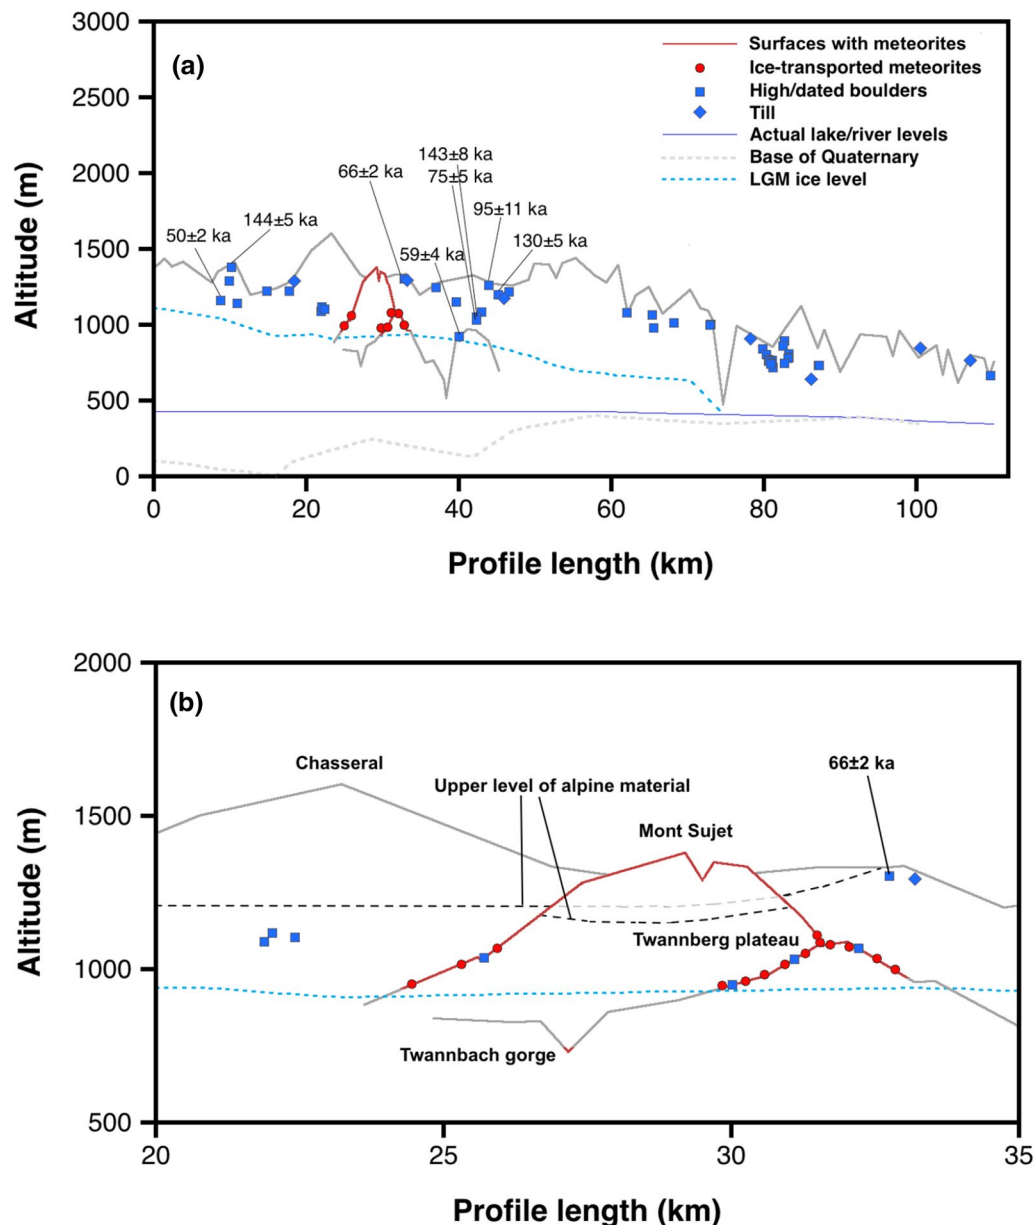 3000
2500
2000
1500
1000
500
0
Altitude (m)
(a)
Surfaces with meteorites
Ice-transported meteorites
High/dated boulders
Till
Actual lake/river levels
Base of Quaternary
LGM ice level
143±8 ka
66±2 ka
75±5 ka
95±11 ka
144±5 ka
50±2 ka
59±4 ka
130±5 ka
0
20
40
60
80
100
Profile length (km)
2000
1500
1000
500
Altitude (m)
(b)
Chasseral
66±2 ka
Upper level of alpine material
Mont Sujet
Twannberg plateau
Twannbach gorge
20
25
30
35
Profile length (km)